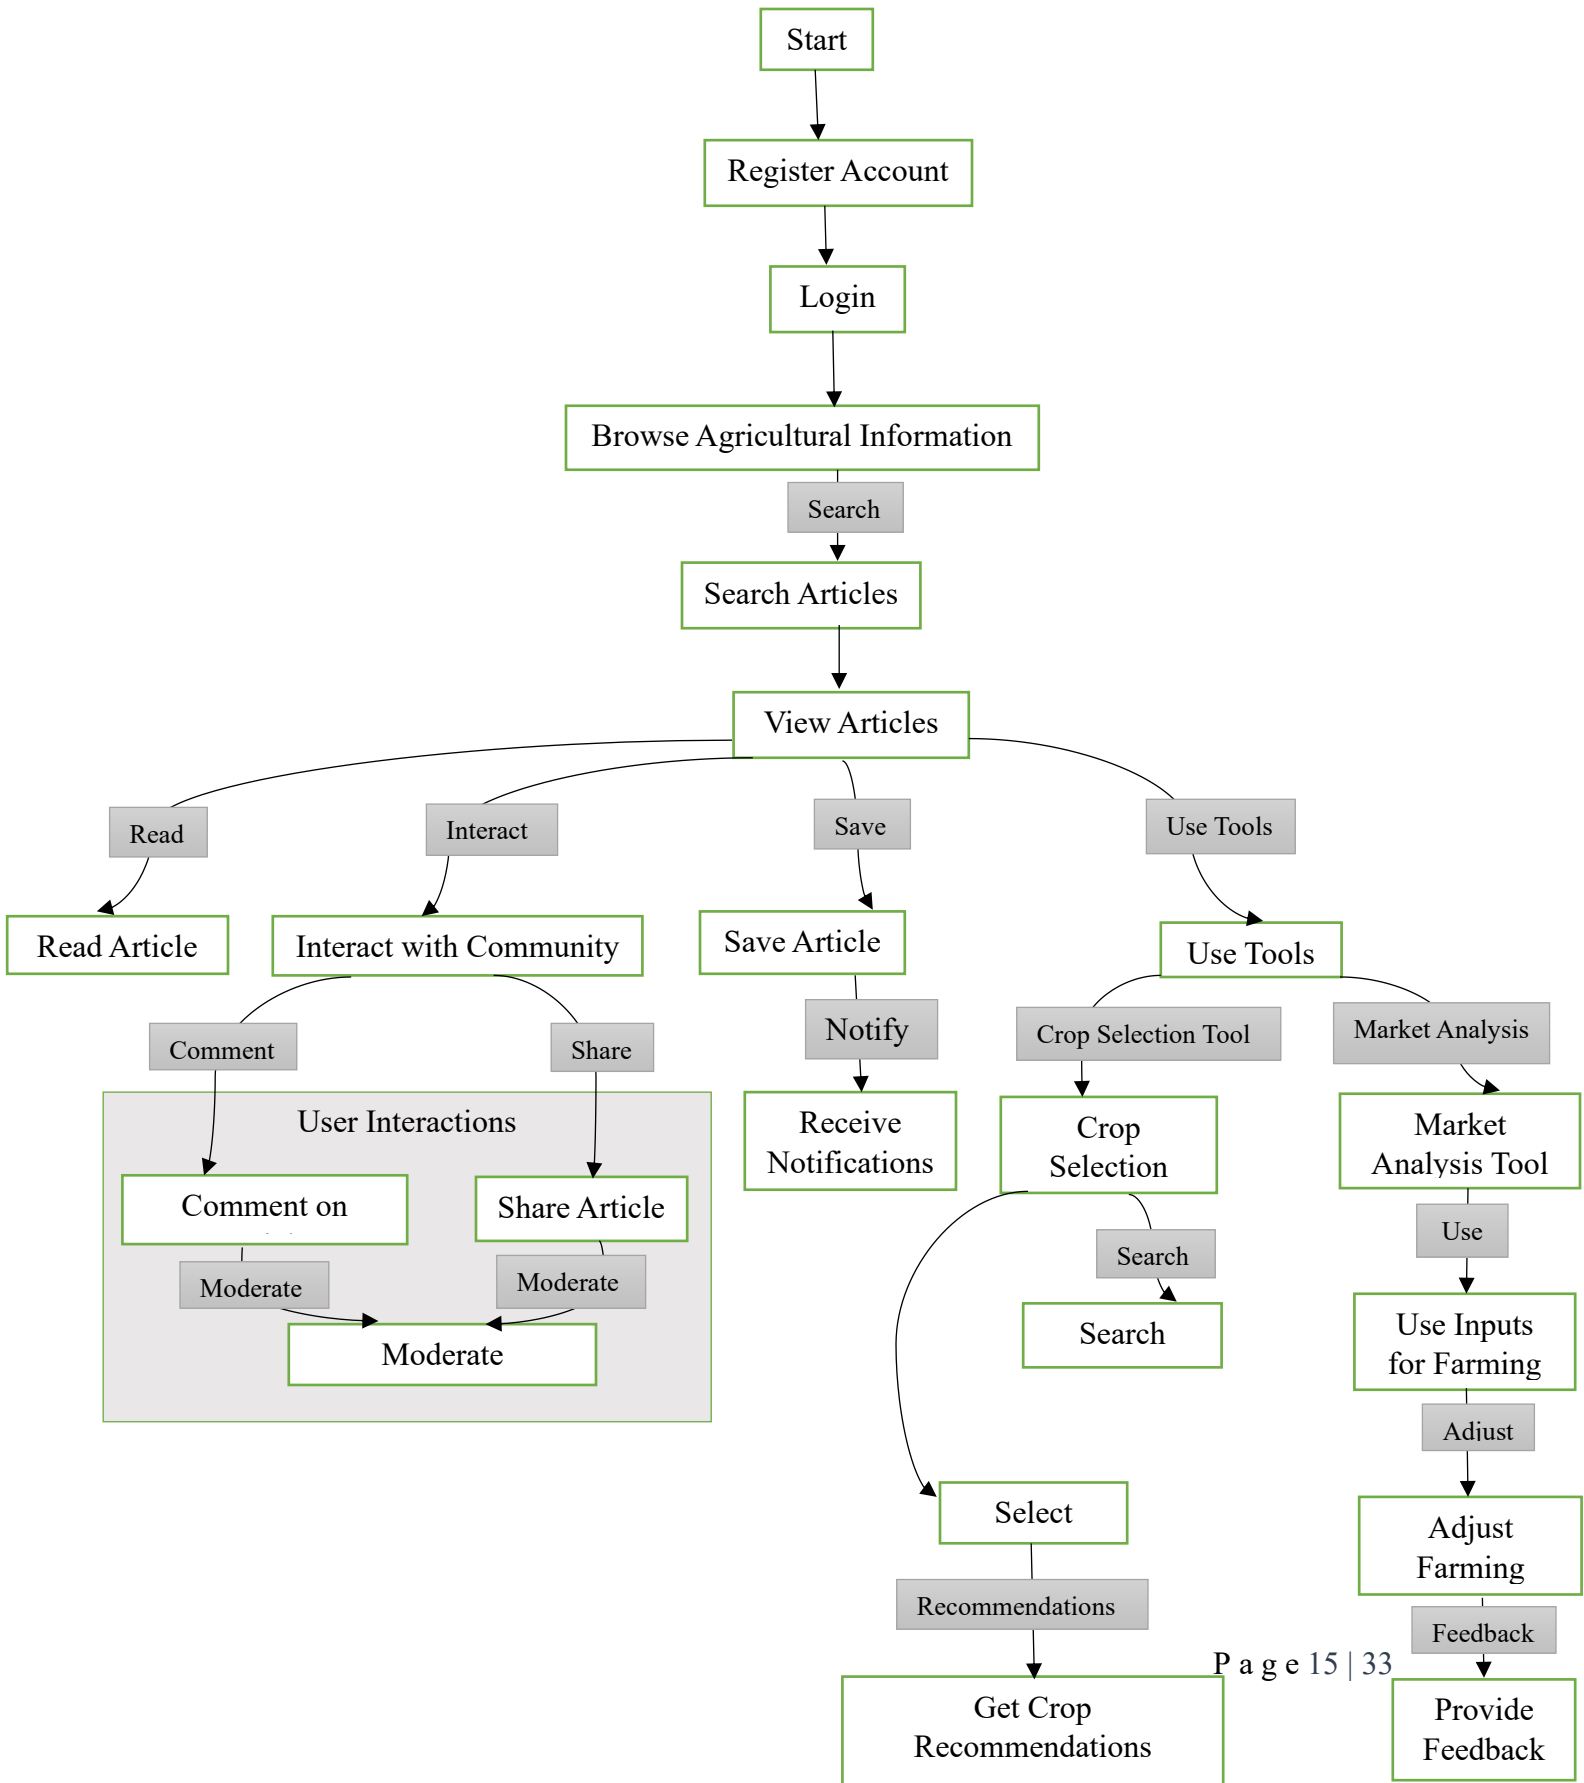 Start
Register Account
Login
Browse Agricultural Information
Search
Search Articles
View Articles
Read
Interact
Save
Use Tools
Read Article
Interact with Community
Save Article
Use Tools
Comment
Share
Notify
Crop Selection Tool
Market Analysis
User Interactions
Receive
Notifications
Crop
Selection
Market
Analysis Tool
Comment on
Share Article
Moderate
Moderate
Search
Use
Moderate
Search
Use Inputs
for Farming
Adjust
Select
Adjust
Farming
Recommendations
Feedback
Page 15 | 33
Get Crop
Recommendations
Provide
Feedback